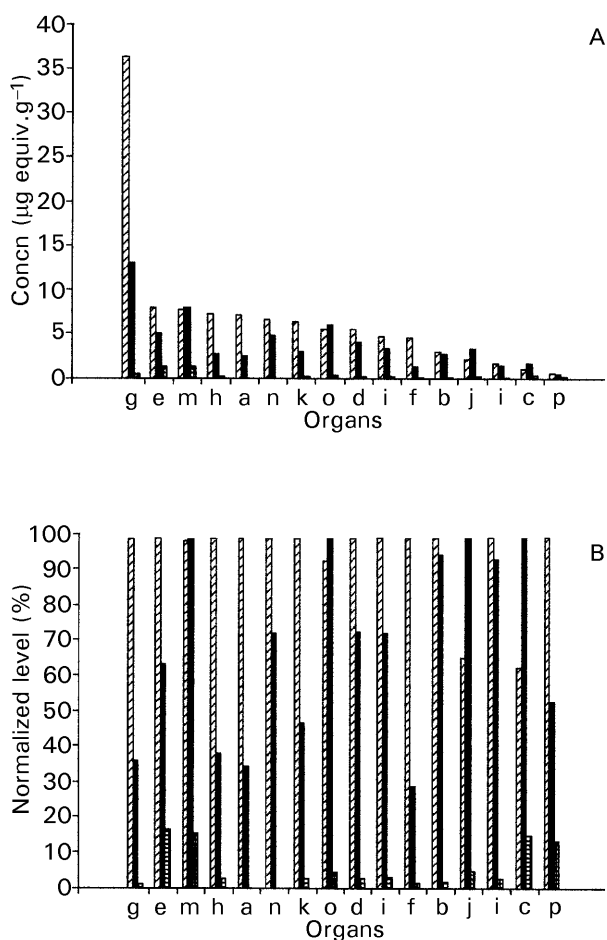 A
Concn (µg equiv.g⁻¹)
40
35
30
25
20
15
10
5
0
g e m h a n k o d i f b j i c p
Organs
B
Normalized level (%)
100
90
80
70
60
50
40
30
20
10
0
g e m h a n k o d i f b j i c p
Organs